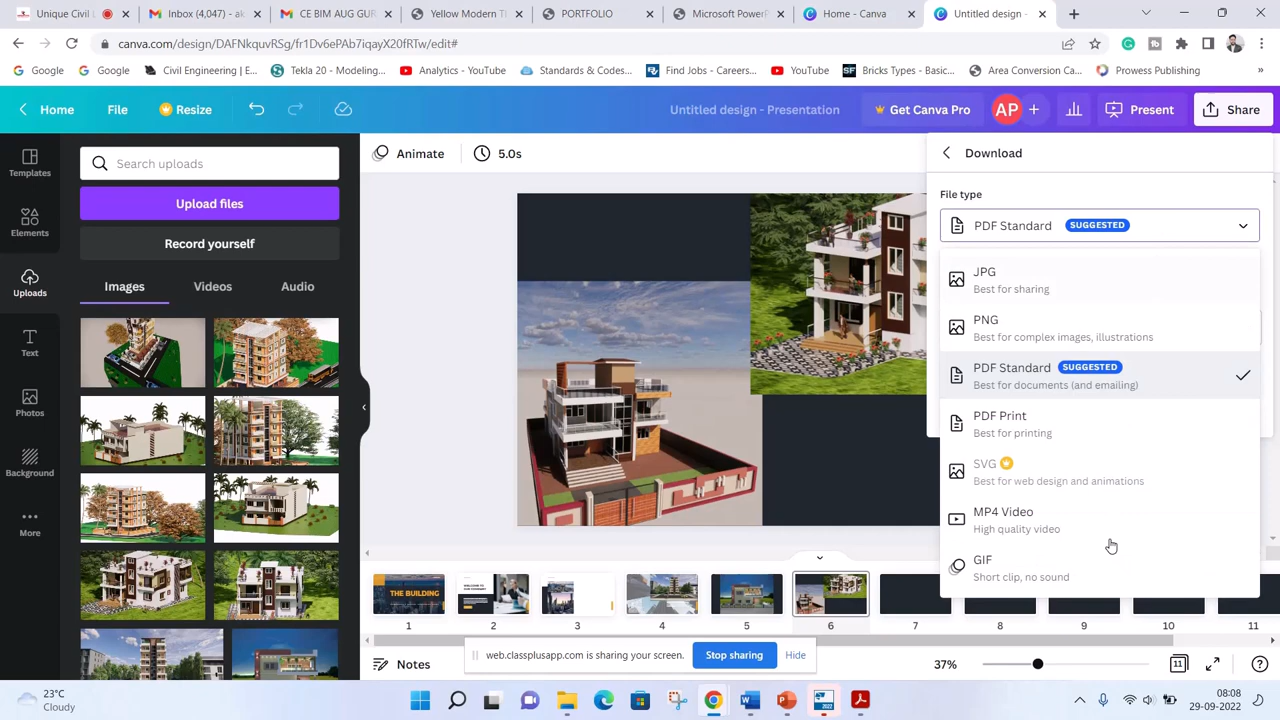 Unique Civil L
Inbox (4,047) - ak
CE BIM AUG GUR
Yellow Modern Ti
PORTFOLIO
Microsoft PowerP
Home - Canva
Untitled design -
canva.com/design/DAFNkquvRSg/fr1Dv6ePAb7iqayX20fRTw/edit#
Google
Google
Civil Engineering | E...
Tekla 20 - Modeling...
Analytics - YouTube
Standards & Codes...
Find Jobs - Careers...
YouTube
Bricks Types - Basic...
Area Conversion Ca...
Prowess Publishing
»
Home
File
Resize
Untitled design - Presentation
Get Canva Pro
AP
+
Present
Share
Templates
Elements
Uploads
Text
Photos
Background
More
Search uploads
Upload files
Record yourself
Images
Videos
Audio
Animate
5.0s
Download
File type
PDF Standard SUGGESTED
JPG
Best for sharing
PNG
Best for complex images, illustrations
PDF Standard SUGGESTED
Best for documents (and emailing)
PDF Print
Best for printing
SVG
Best for web design and animations
MP4 Video
High quality video
GIF
Short clip, no sound
THE BUILDING
WELCOME TO
OUR COMPANY
1
2
3
4
5
6
7
8
9
10
11
web.classplusapp.com is sharing your screen.
Stop sharing
Hide
Notes
37%
11
23°C
Cloudy
08:08
29-09-2022